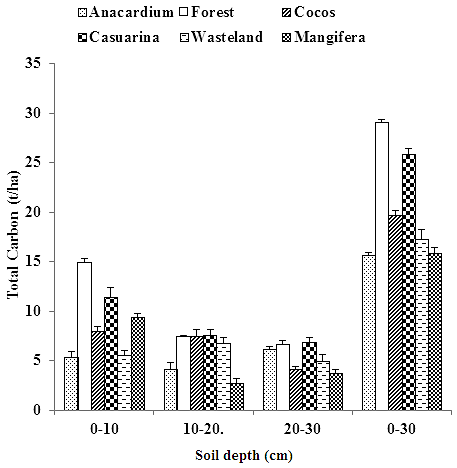 Anacardium Forest Cocos
Casuarina Wasteland Mangifera
Total Carbon (t/ha)
35
30
25
20
15
10
5
0
0-10 10-20. 20-30 0-30
Soil depth (cm)